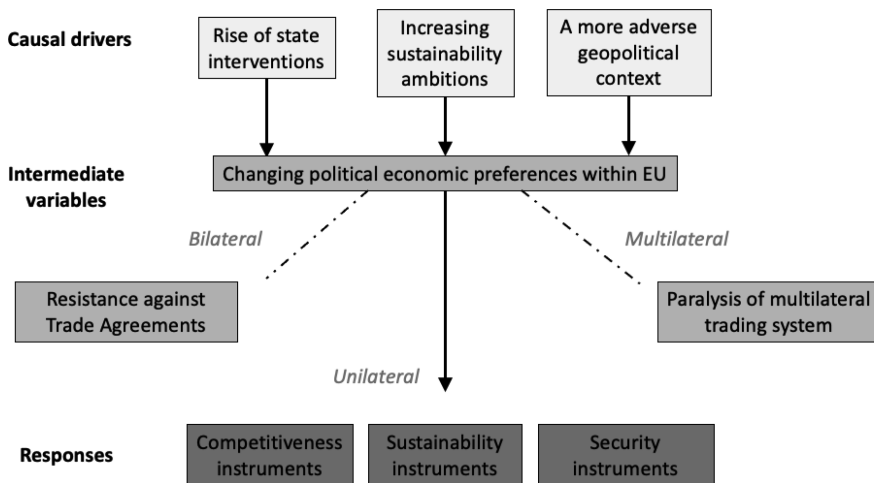 Causal drivers
Rise of state
interventions
Increasing
sustainability
ambitions
A more adverse
geopolitical
context
Intermediate
variables
Changing political economic preferences within EU
Bilateral
Multilateral
Resistance against
Trade Agreements
Paralysis of multilateral
trading system
Unilateral
Responses
Competitiveness
instruments
Sustainability
instruments
Security
instruments